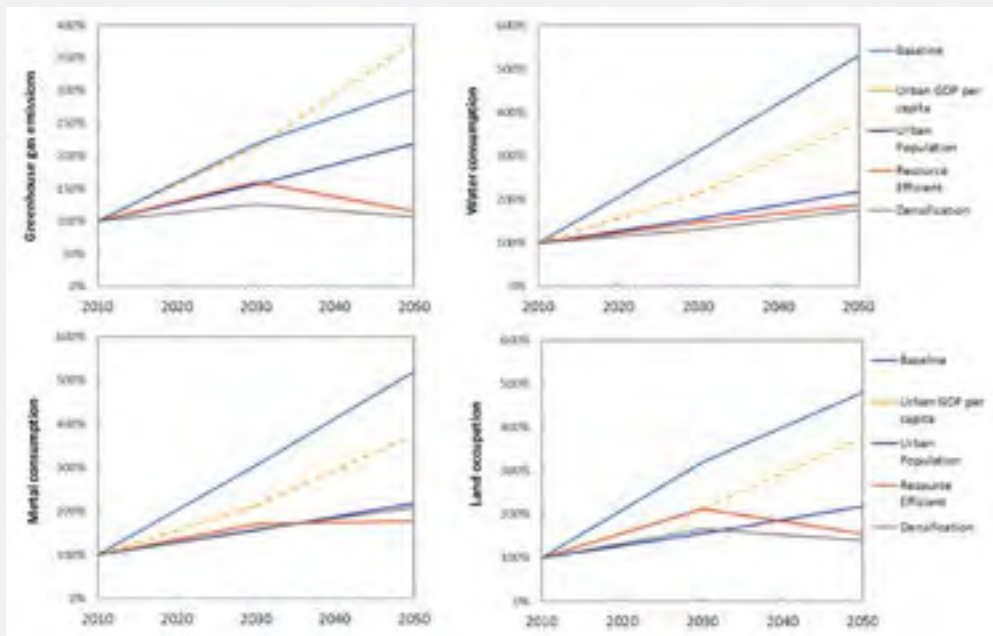 Greenhouse gas emissions
400%
350%
300%
250%
200%
150%
100%
50%
0%
2010 2020 2030 2040 2050
Water consumption
600%
500%
400%
300%
200%
100%
0%
2010 2020 2030 2040 2050
Baseline
Urban GDP per
capita
Urban
Population
Resource
Efficient
Densification
Metal consumption
600%
500%
400%
300%
200%
100%
0%
2010 2020 2030 2040 2050
Land occupation
600%
500%
400%
300%
200%
100%
0%
2010 2020 2030 2040 2050
Baseline
Urban GDP per
capita
Urban
Population
Resource
Efficient
Densification